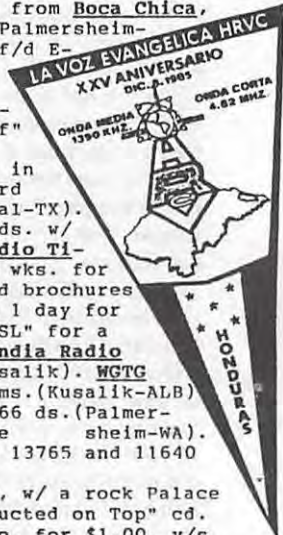 from Boca Chica,
Palmersheim-
f/d E-
-
f"
in
rd
al-TX).
ds. w/
dio Ti-
wks. for
d brochures
1 day for
SL" for a
ndia Radio
salik). WGTG
ms.(Kusalik-ALB)
66 ds.(Palmer-
e sheim-WA).
13765 and 11640
, w/ a rock Palace
ucted on Top" cd.
for $1.00. v/s
LA VOZ EVANGELICA HRVC
XXV ANIVERSARIO
DIC. 1985
ONDA MEDIA
1390 KHZ.
ONDA CORTA
4.82 MHZ.
HONDURAS